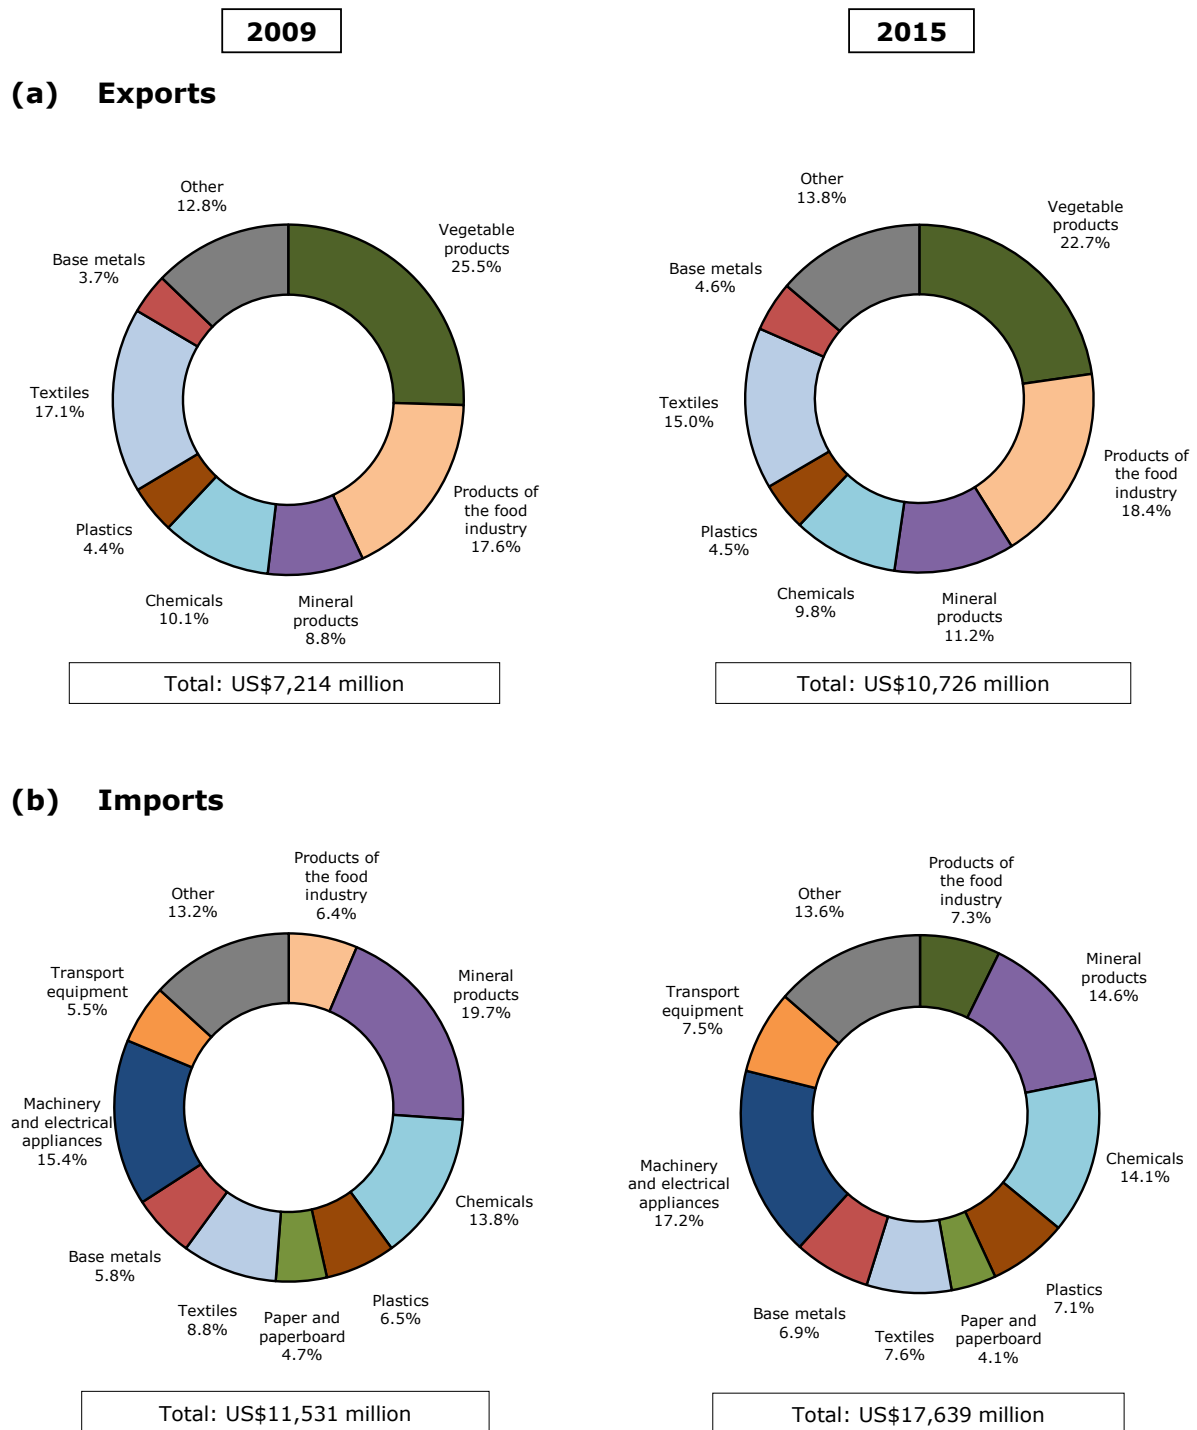 2009
2015
(a) Exports
Other
12.8%
Vegetable
products
25.5%
Base metals
3.7%
Textiles
17.1%
Products of
the food
industry
17.6%
Plastics
4.4%
Chemicals
10.1%
Mineral
products
8.8%
Total: US$7,214 million
Other
13.8%
Vegetable
products
22.7%
Base metals
4.6%
Textiles
15.0%
Products of
the food
industry
18.4%
Plastics
4.5%
Chemicals
9.8%
Mineral
products
11.2%
Total: US$10,726 million
(b) Imports
Products of
the food
industry
6.4%
Other
13.2%
Mineral
products
19.7%
Transport
equipment
5.5%
Machinery
and electrical
appliances
15.4%
Chemicals
13.8%
Base metals
5.8%
Textiles
8.8%
Paper and
paperboard
4.7%
Plastics
6.5%
Total: US$11,531 million
Products of
the food
industry
7.3%
Other
13.6%
Mineral
products
14.6%
Transport
equipment
7.5%
Machinery
and electrical
appliances
17.2%
Chemicals
14.1%
Base metals
6.9%
Textiles
7.6%
Paper and
paperboard
4.1%
Plastics
7.1%
Total: US$17,639 million